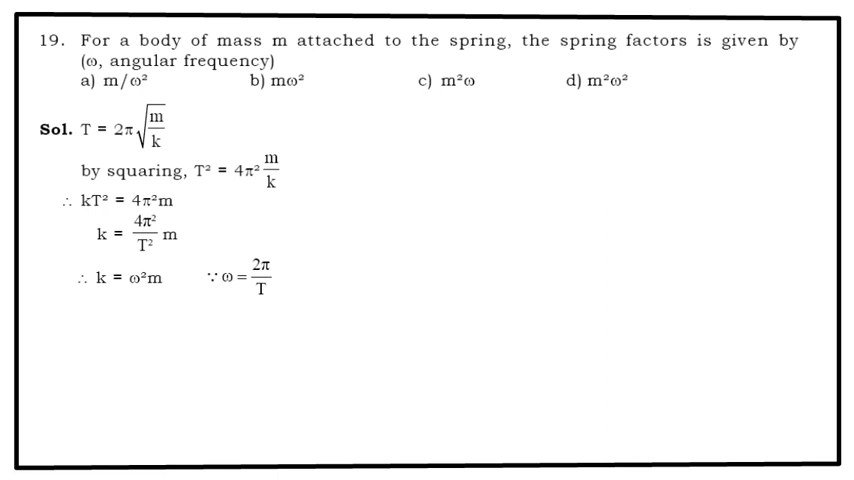 19. For a body of mass m attached to the spring, the spring factors is given by
(ω, angular frequency)
a) m/ω² b) mω² c) m²ω d) m²ω²
Sol. T = 2π√(m/k)
by squaring, T² = 4π² m/k
∴ kT² = 4π²m
k = 4π²/T² m
∴ k = ω²m ∵ ω = 2π/T